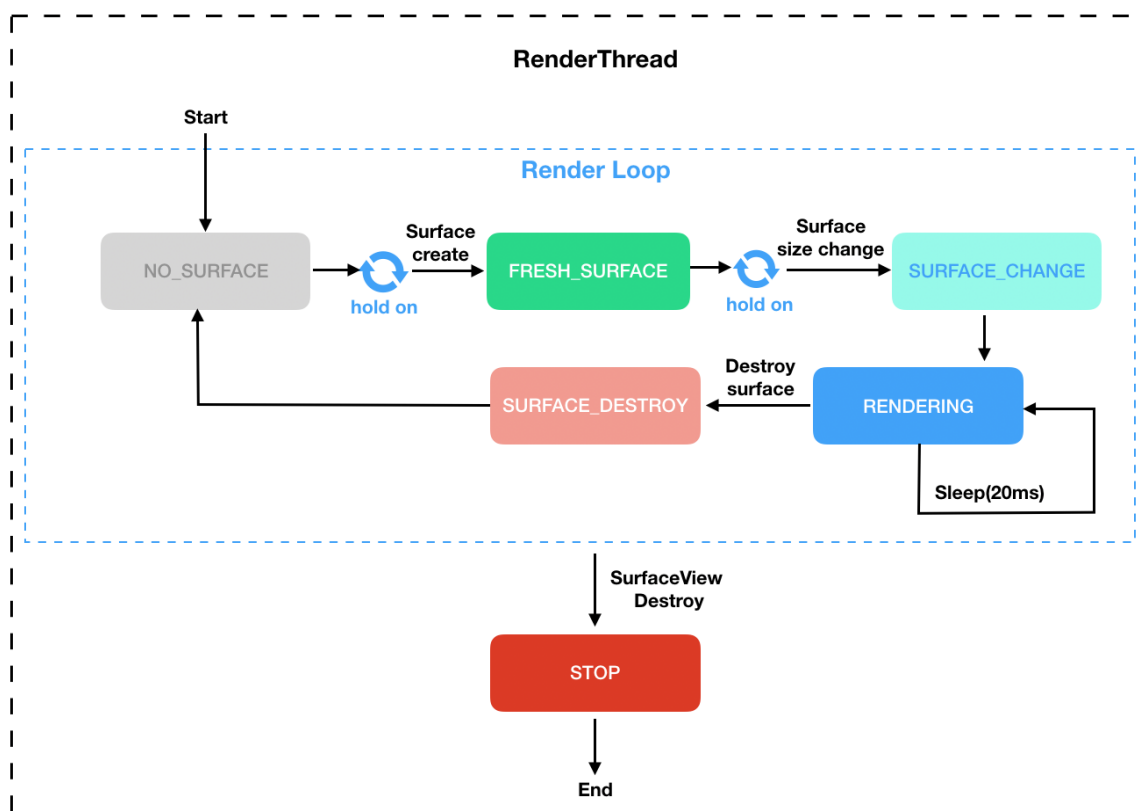 RenderThread
Start
Render Loop
NO_SURFACE
hold on
Surface
create
FRESH_SURFACE
hold on
Surface
size change
SURFACE_CHANGE
SURFACE_DESTROY
Destroy
surface
RENDERING
Sleep(20ms)
SurfaceView
Destroy
STOP
End